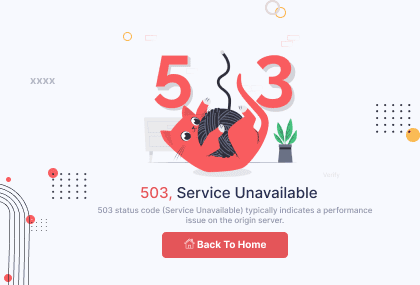 xxxx
5 3
503, Service Unavailable
503 status code (Service Unavailable) typically indicates a performance
issue on the origin server.
Back To Home